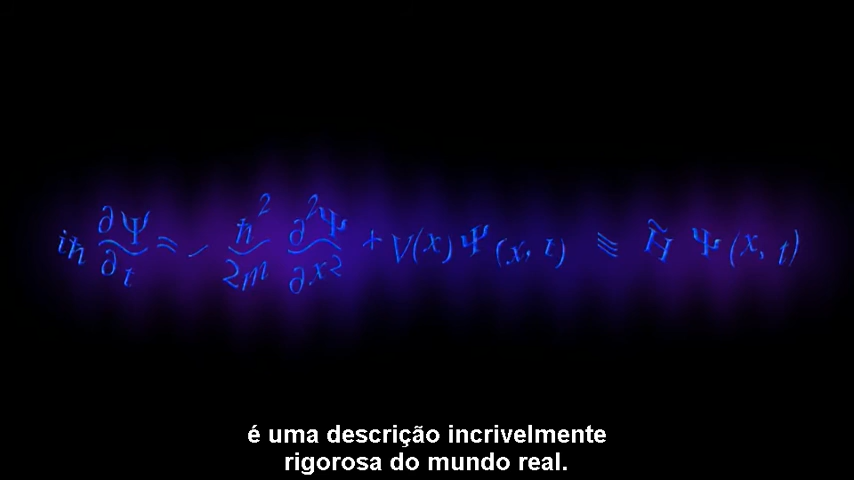 iħ ∂Ψ/∂t = - ħ²/2m ∂²Ψ/∂x² + V(x)Ψ(x, t) ≡ H̃ Ψ(x, t)
é uma descrição incrivelmente
rigorosa do mundo real.